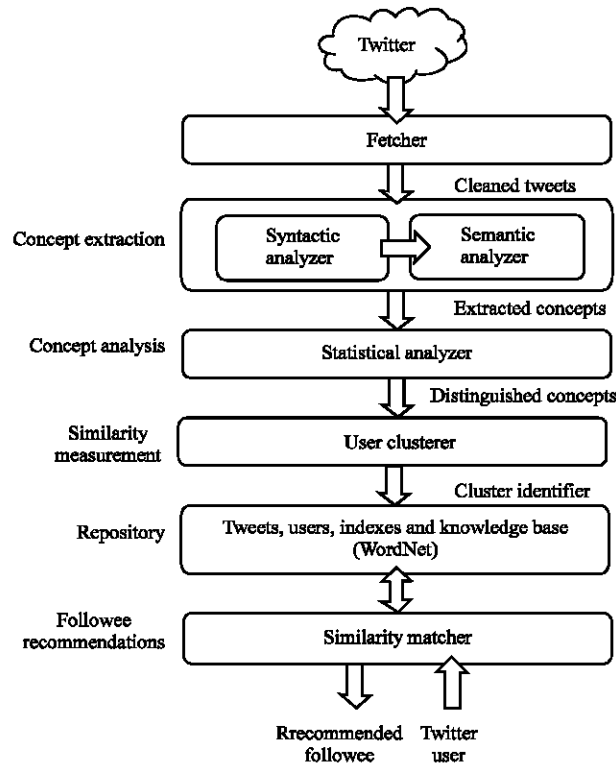 Twitter
Fetcher
Cleaned tweets
Concept extraction
Syntactic
analyzer
Semantic
analyzer
Extracted concepts
Concept analysis
Statistical analyzer
Distinguished concepts
Similarity
measurement
User clusterer
Cluster identifier
Repository
Tweets, users, indexes and knowledge base
(WordNet)
Followee
recommendations
Similarity matcher
Rrecommended
followee
Twitter
user